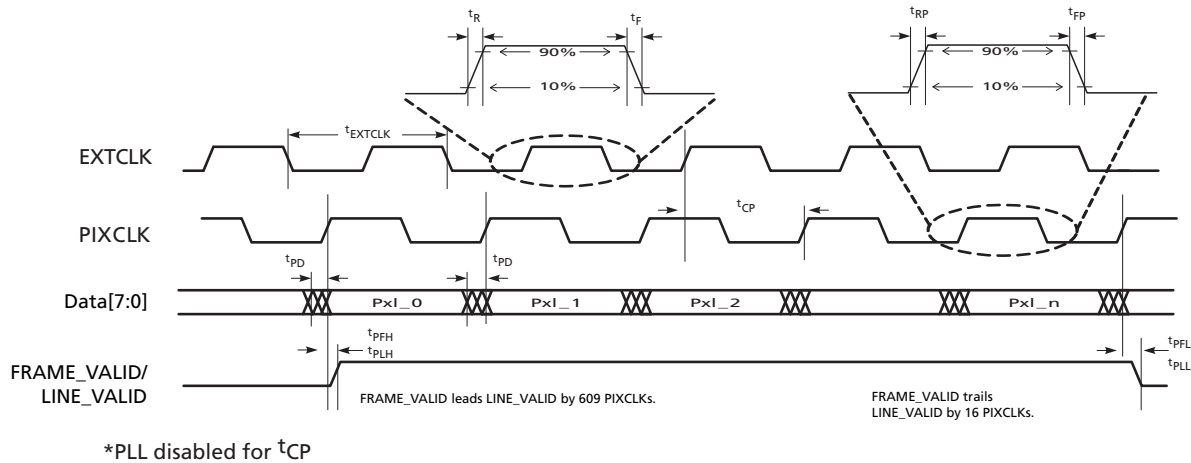 tR
tF
tRP
tFP
90%
90%
10%
10%
tEXTCLK
EXTCLK
tCP
PIXCLK
tPD
tPD
Data[7:0]
Pxl_0
Pxl_1
Pxl_2
Pxl_n
tPFH
tPLH
tPFL
tPLL
FRAME_VALID/
LINE_VALID
FRAME_VALID leads LINE_VALID by 609 PIXCLKs.
FRAME_VALID trails
LINE_VALID by 16 PIXCLKs.
*PLL disabled for tCP